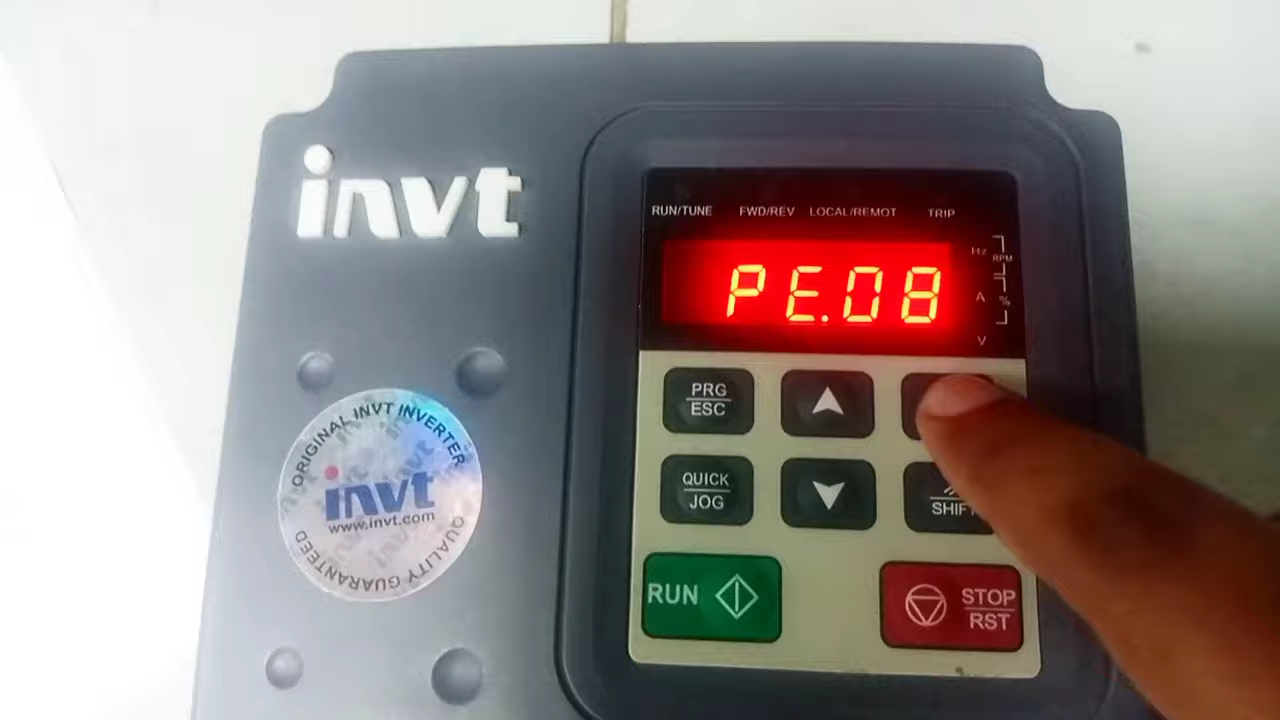 invt
RUN/TUNE FWD/REV LOCAL/REMOT TRIP
PE.08
Hz
RPM
A
%
V
PRG
ESC
QUICK
JOG
SHIFT
RUN
STOP
RST
ORIGINAL INVT INVERTER
invt
www.invt.com
QUALITY GUARANTEED